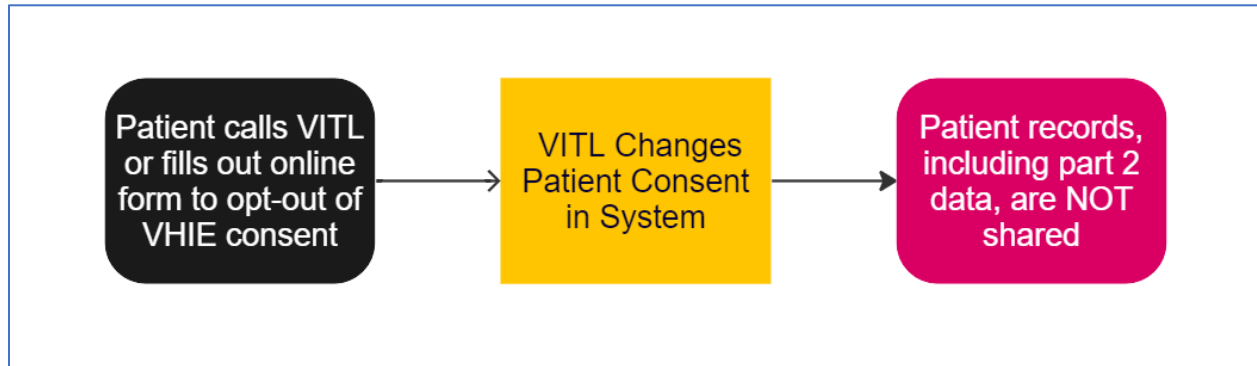 Patient calls VITL
or fills out online
form to opt-out of
VHIE consent
VITL Changes
Patient Consent
in System
Patient records,
including part 2
data, are NOT
shared